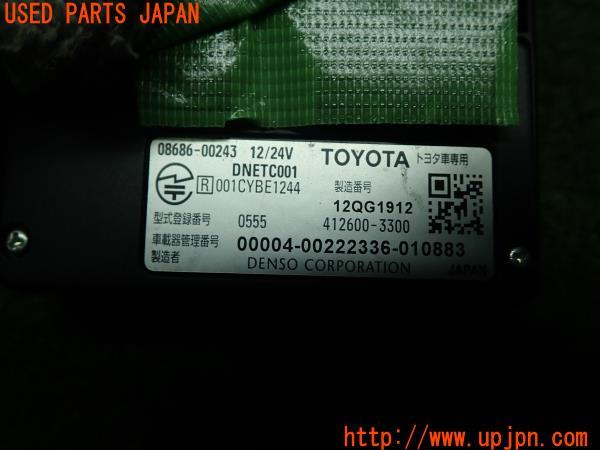 USED PARTS JAPAN
08686-00243 12/24V TOYOTA トヨタ車専用
DNETC001
R 001CYBE1244 製造番号
12QG1912
型式登録番号 0555 412600-3300
車載器管理番号 00004-00222336-010883
製造者 DENSO CORPORATION JAPAN
http://www.upjpn.com/